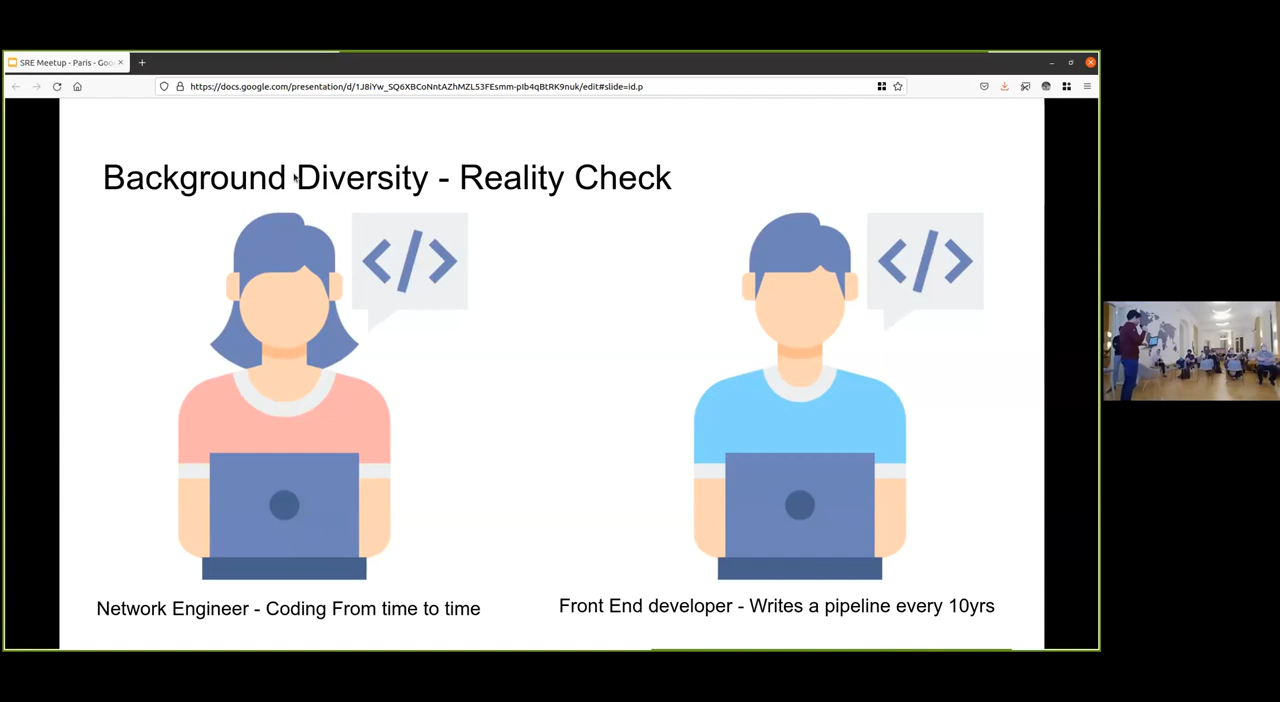 SRE Meetup - Paris - Goo
https://docs.google.com/presentation/d/1J8iYw_SQ6XBCoNntAZhMZL53FEsmm-pIb4qBtRK9nuk/edit#slide=id.p
Background Diversity - Reality Check
</>
</>
Network Engineer - Coding From time to time
Front End developer - Writes a pipeline every 10yrs